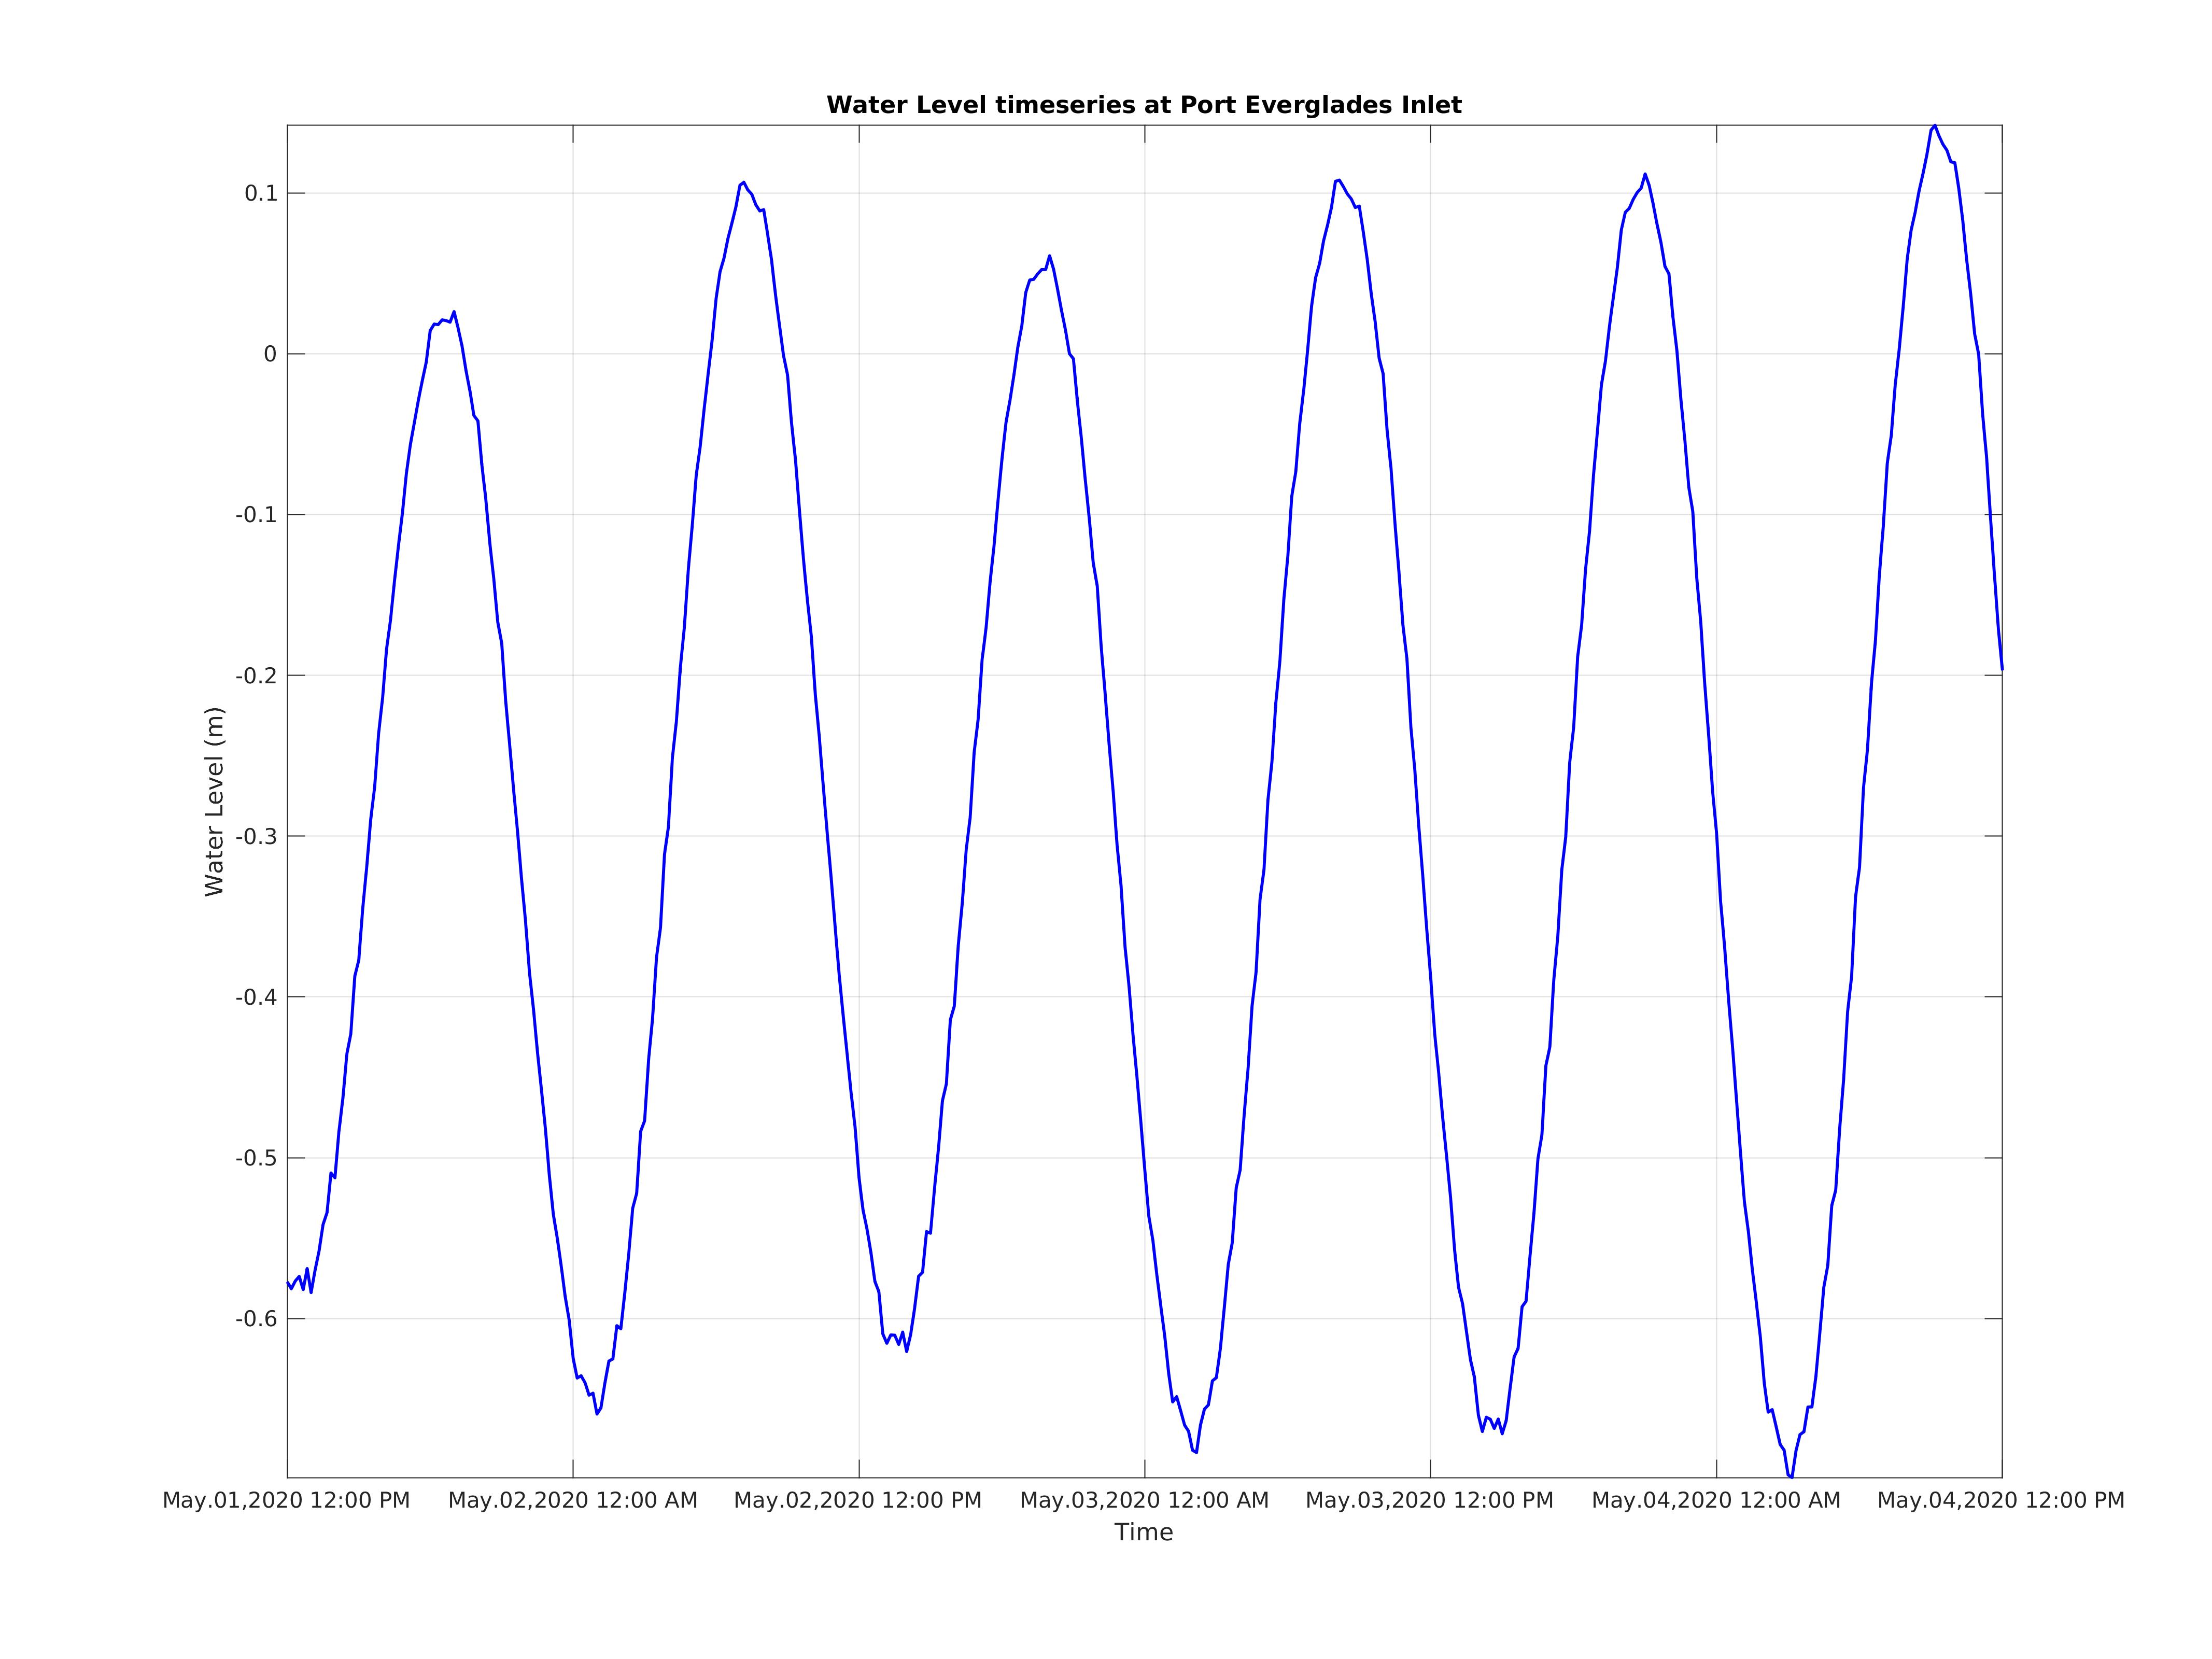 Water Level timeseries at Port Everglades Inlet
0.1
0
-0.1
-0.2
-0.3
-0.4
-0.5
-0.6
Water Level (m)
May.01,2020 12:00 PM May.02,2020 12:00 AM May.02,2020 12:00 PM May.03,2020 12:00 AM May.03,2020 12:00 PM May.04,2020 12:00 AM May.04,2020 12:00 PM
Time